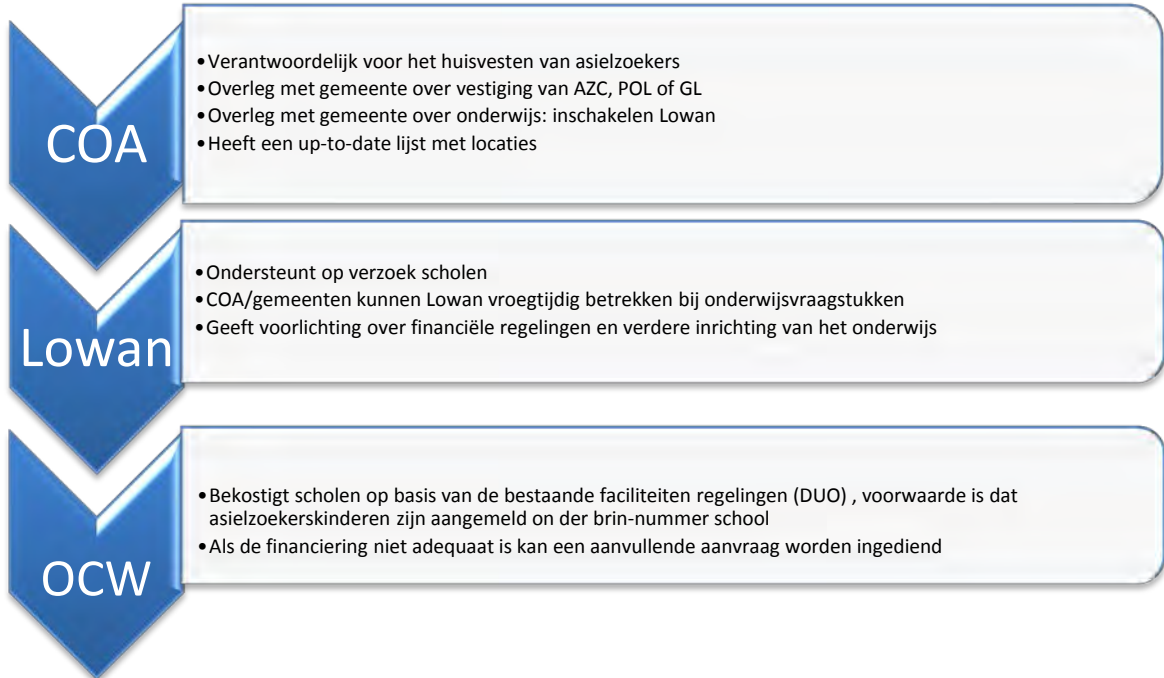 COA
•Verantwoordelijk voor het huisvesten van asielzoekers
•Overleg met gemeente over vestiging van AZC, POL of GL
•Overleg met gemeente over onderwijs: inschakelen Lowan
•Heeft een up-to-date lijst met locaties
Lowan
•Ondersteunt op verzoek scholen
•COA/gemeenten kunnen Lowan vroegtijdig betrekken bij onderwijsvraagstukken
•Geeft voorlichting over financiële regelingen en verdere inrichting van het onderwijs
OCW
•Bekostigt scholen op basis van de bestaande faciliteiten regelingen (DUO) , voorwaarde is dat
asielzoekerskinderen zijn aangemeld on der brin-nummer school
•Als de financiering niet adequaat is kan een aanvullende aanvraag worden ingediend